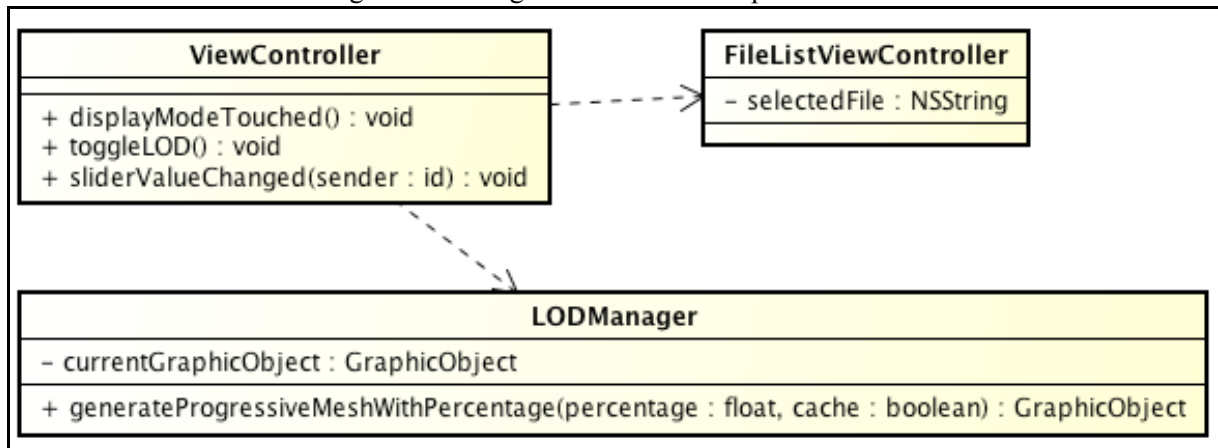 ViewController
+ displayModeTouched() : void
+ toggleLOD() : void
+ sliderValueChanged(sender : id) : void
FileListViewController
− selectedFile : NSString
LODManager
− currentGraphicObject : GraphicObject
+ generateProgressiveMeshWithPercentage(percentage : float, cache : boolean) : GraphicObject